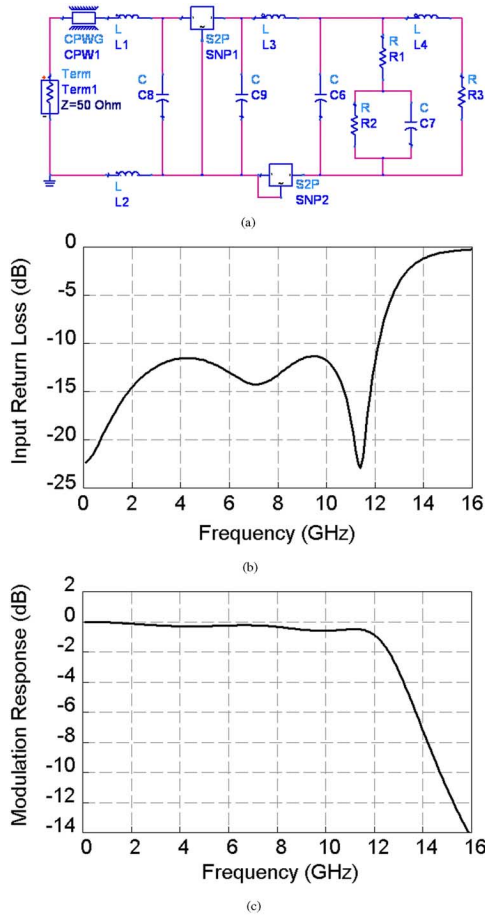 CPWG
CPW1
L
L1
S2P
SNP1
L
L3
R
R1
L
L4
Term
Term1
Z=50 Ohm
C
C8
C
C9
C
C6
R
R2
C
C7
R
R3
L
L2
S2P
SNP2
(a)
0
-5
-10
-15
-20
-25
Input Return Loss (dB)
0 2 4 6 8 10 12 14 16
Frequency (GHz)
(b)
2
0
-2
-4
-6
-8
-10
-12
-14
Modulation Response (dB)
0 2 4 6 8 10 12 14 16
Frequency (GHz)
(c)